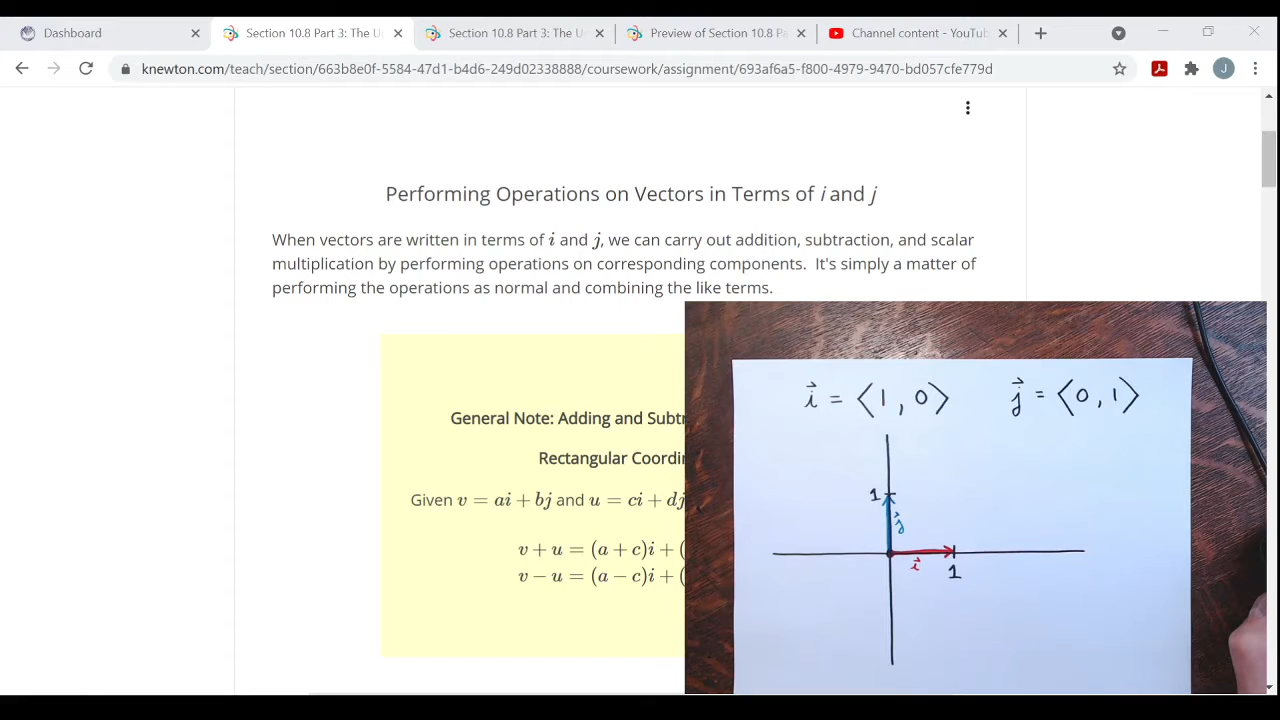 Dashboard
Section 10.8 Part 3: The U
Section 10.8 Part 3: The U
Preview of Section 10.8 Pa
Channel content - YouTub
knewton.com/teach/section/663b8e0f-5584-47d1-b4d6-249d02338888/coursework/assignment/693af6a5-f800-4979-9470-bd057cfe779d
J
Performing Operations on Vectors in Terms of i and j
When vectors are written in terms of i and j, we can carry out addition, subtraction, and scalar
multiplication by performing operations on corresponding components. It's simply a matter of
performing the operations as normal and combining the like terms.
General Note: Adding and Subtr
Rectangular Coordi
Given v = ai + bj and u = ci + dj
v + u = (a + c)i + (
v − u = (a − c)i + (
i⃗ = ⟨1, 0⟩
j⃗ = ⟨0, 1⟩
1
j⃗
i⃗
1